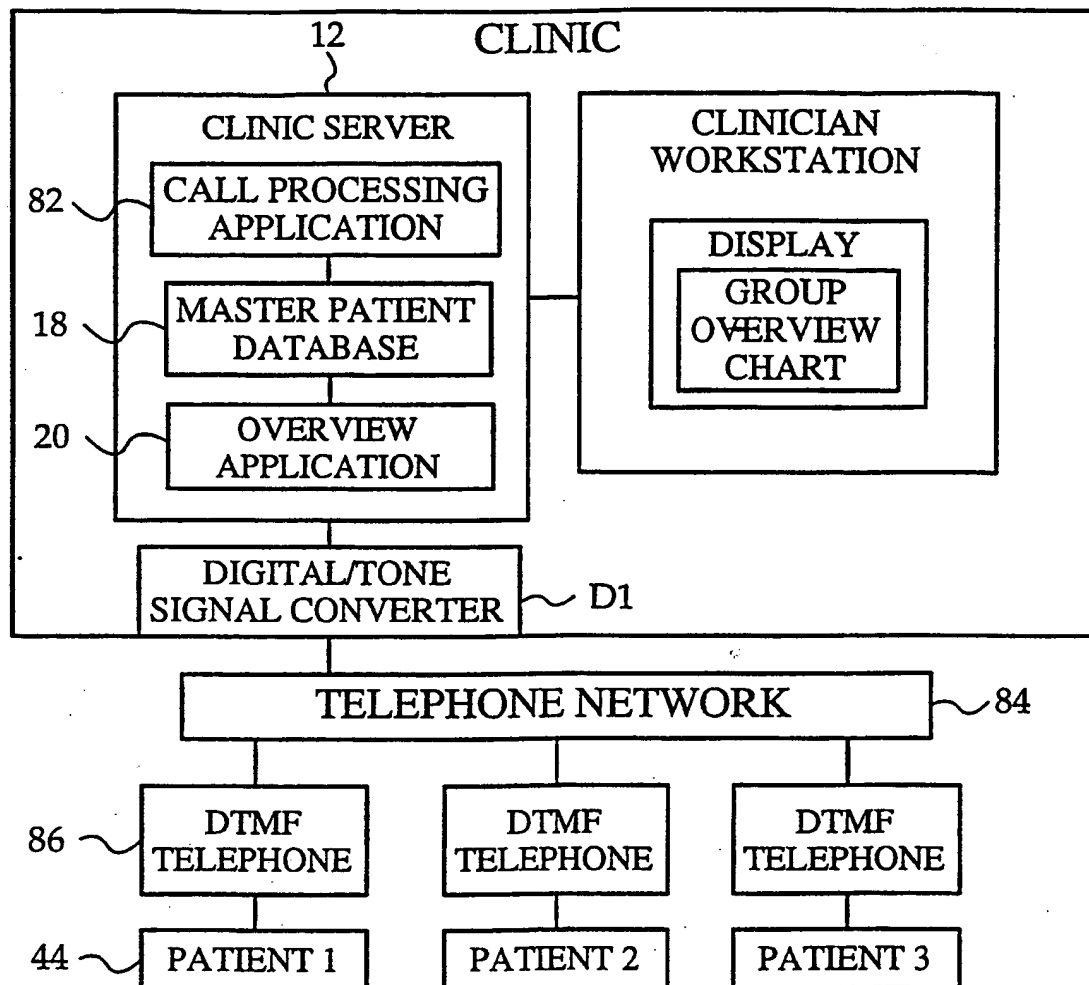 12
CLINIC
CLINIC SERVER
82
CALL PROCESSING
APPLICATION
18
MASTER PATIENT
DATABASE
20
OVERVIEW
APPLICATION
CLINICIAN
WORKSTATION
DISPLAY
GROUP
OVERVIEW
CHART
DIGITAL/TONE
SIGNAL CONVERTER
D1
TELEPHONE NETWORK
84
86
DTMF
TELEPHONE
DTMF
TELEPHONE
DTMF
TELEPHONE
44
PATIENT 1
PATIENT 2
PATIENT 3